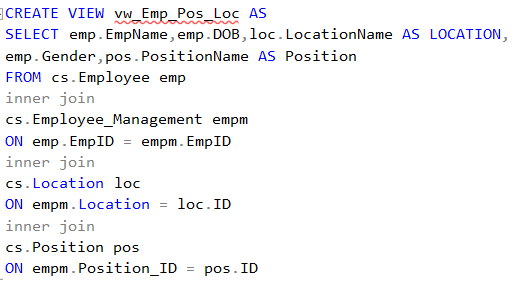 CREATE VIEW vw_Emp_Pos_Loc AS
SELECT emp.EmpName,emp.DOB,loc.LocationName AS LOCATION,
emp.Gender,pos.PositionName AS Position
FROM cs.Employee emp
inner join
cs.Employee_Management empm
ON emp.EmpID = empm.EmpID
inner join
cs.Location loc
ON empm.Location = loc.ID
inner join
cs.Position pos
ON empm.Position_ID = pos.ID